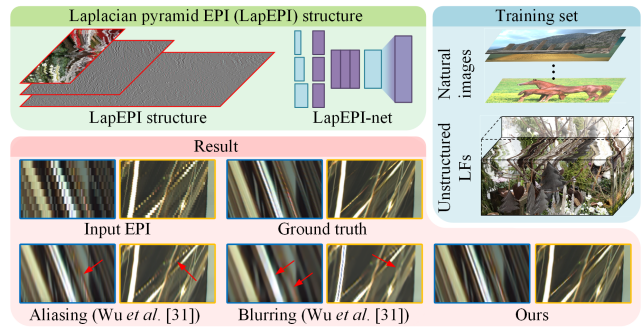 Laplacian pyramid EPI (LapEPI) structure
LapEPI structure
LapEPI-net
Training set
Natural
images
Unstructured
LFs
Result
Input EPI
Ground truth
Aliasing (Wu et al. [31])
Blurring (Wu et al. [31])
Ours